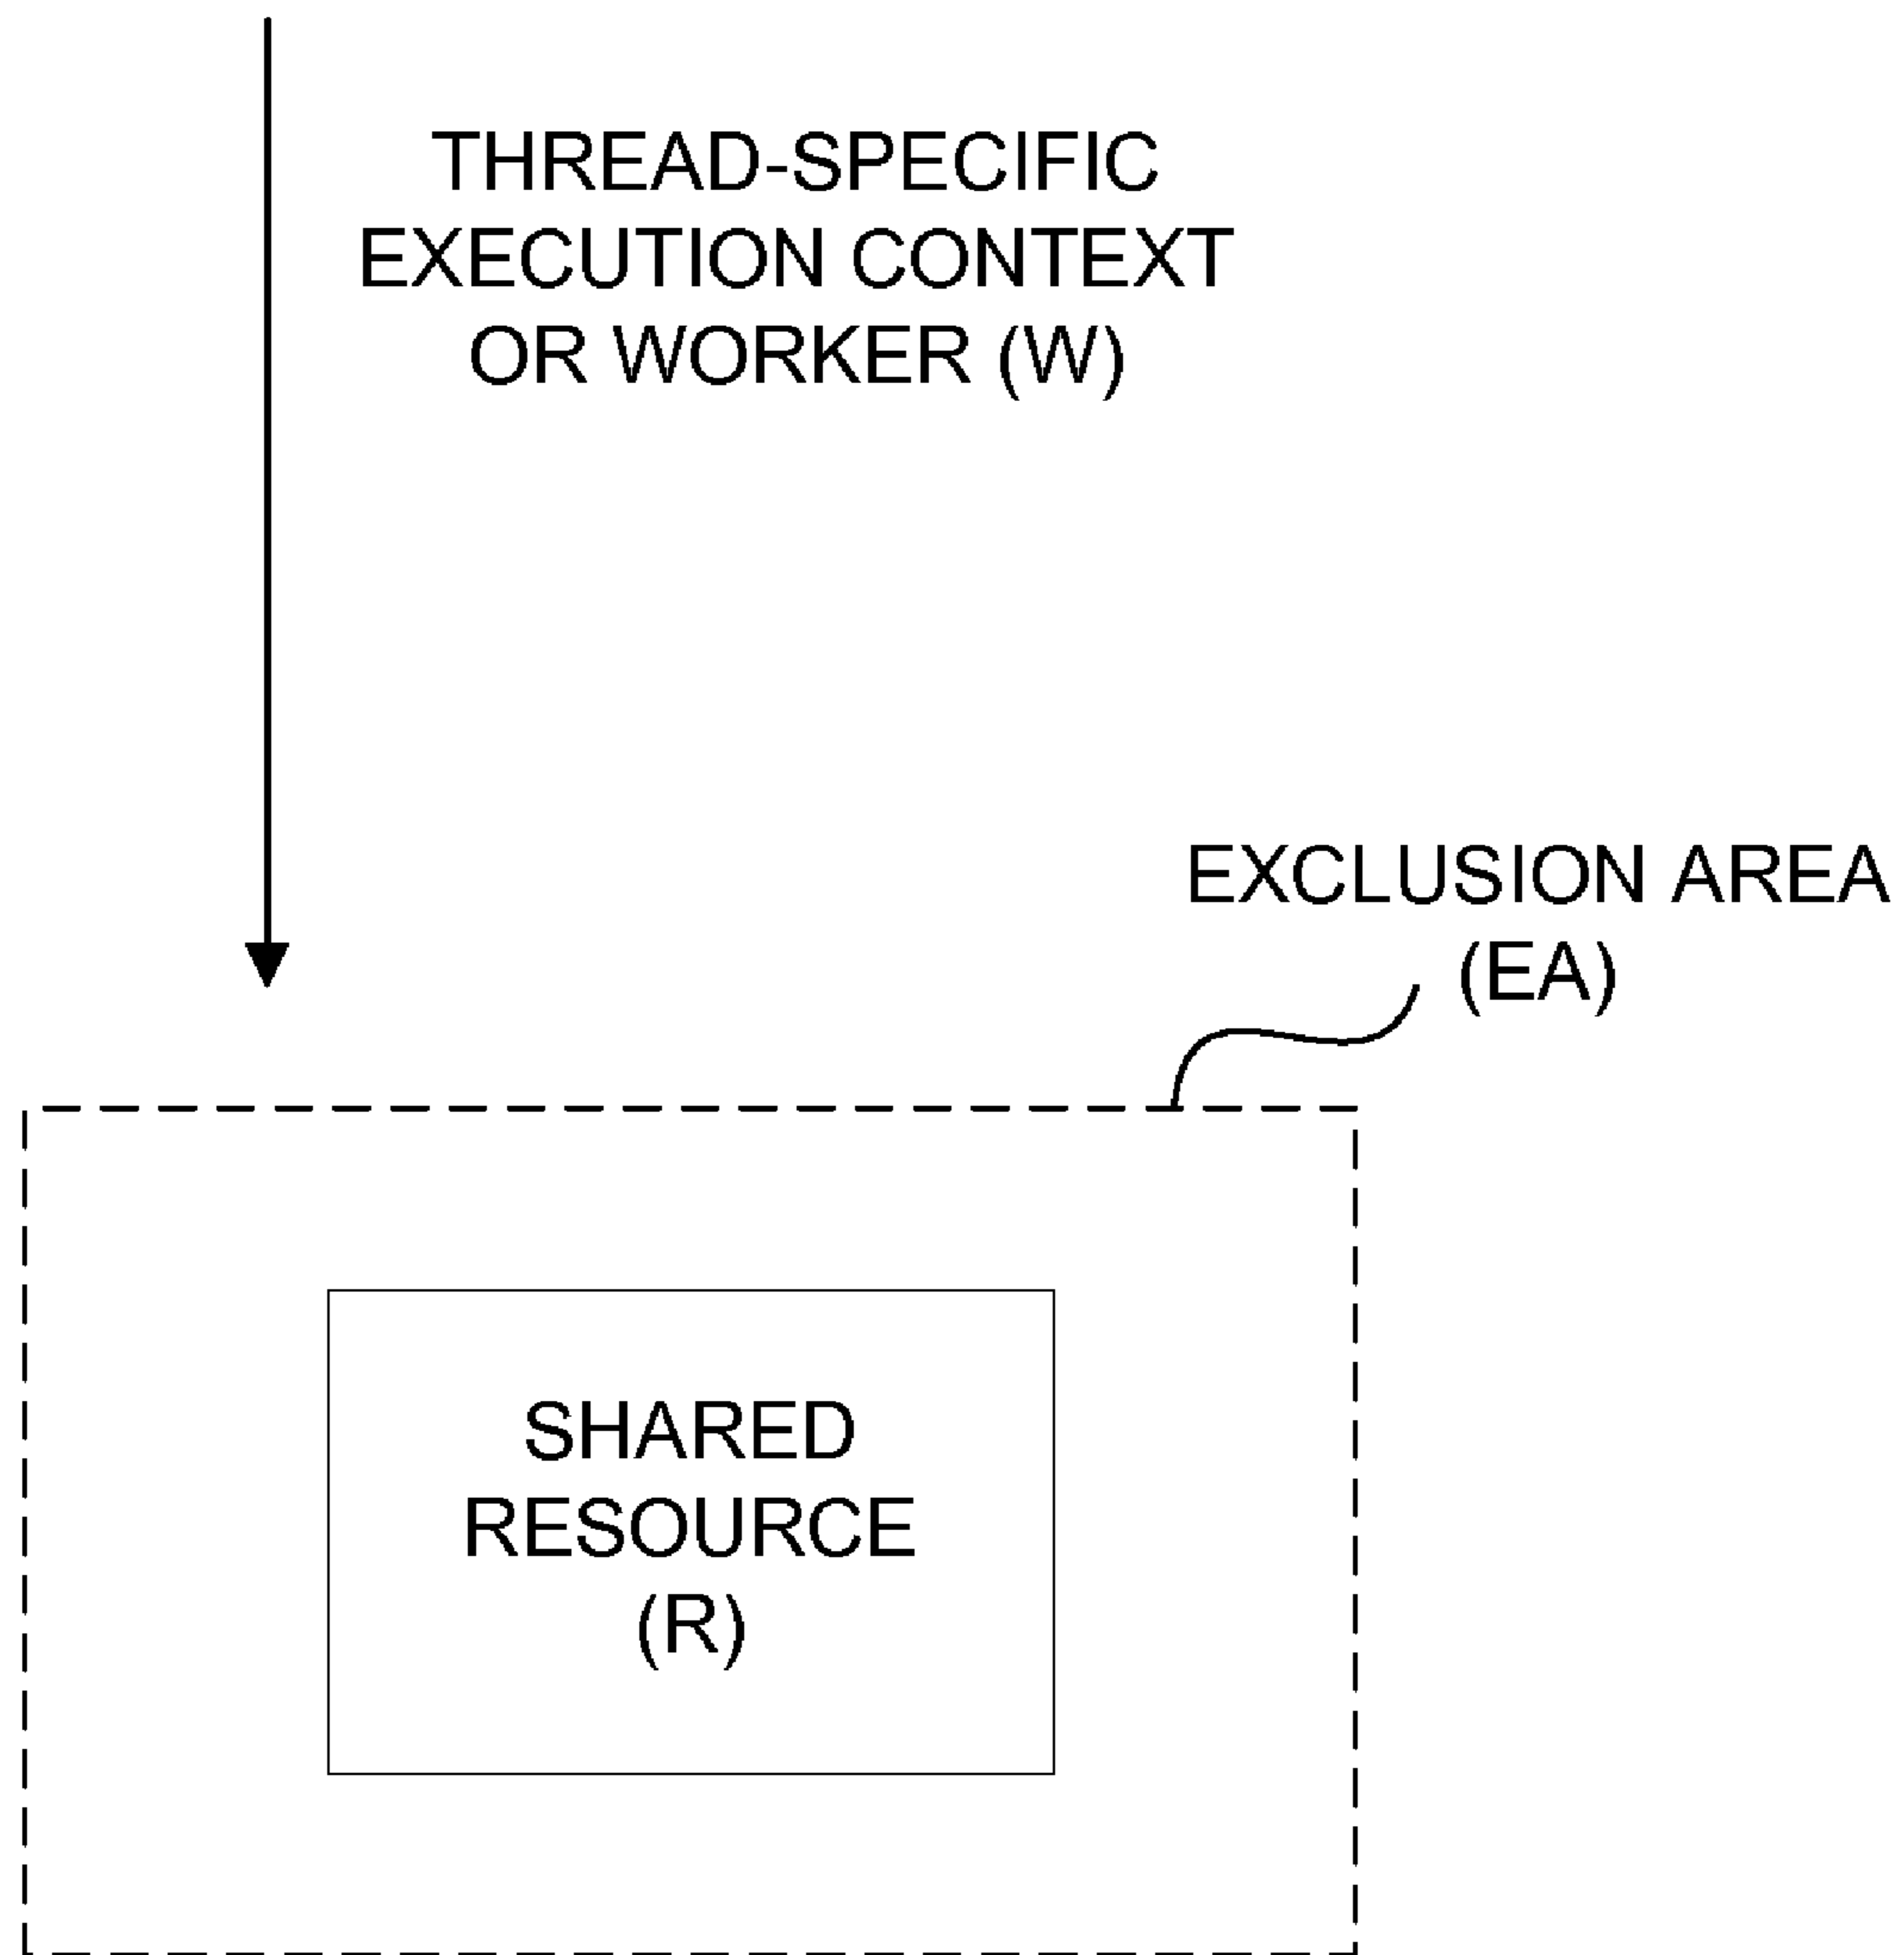 THREAD-SPECIFIC
EXECUTION CONTEXT
OR WORKER (W)
EXCLUSION AREA
(EA)
SHARED
RESOURCE
(R)